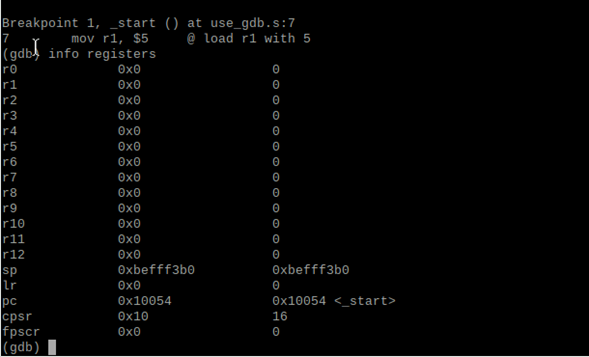 Breakpoint 1, _start () at use_gdb.s:7
7       mov r1, $5     @ load r1 with 5
(gdb) info registers
r0             0x0                 0
r1             0x0                 0
r2             0x0                 0
r3             0x0                 0
r4             0x0                 0
r5             0x0                 0
r6             0x0                 0
r7             0x0                 0
r8             0x0                 0
r9             0x0                 0
r10            0x0                 0
r11            0x0                 0
r12            0x0                 0
sp             0xbefff3b0          0xbefff3b0
lr             0x0                 0
pc             0x10054             0x10054 <_start>
cpsr           0x10                16
fpscr          0x0                 0
(gdb)